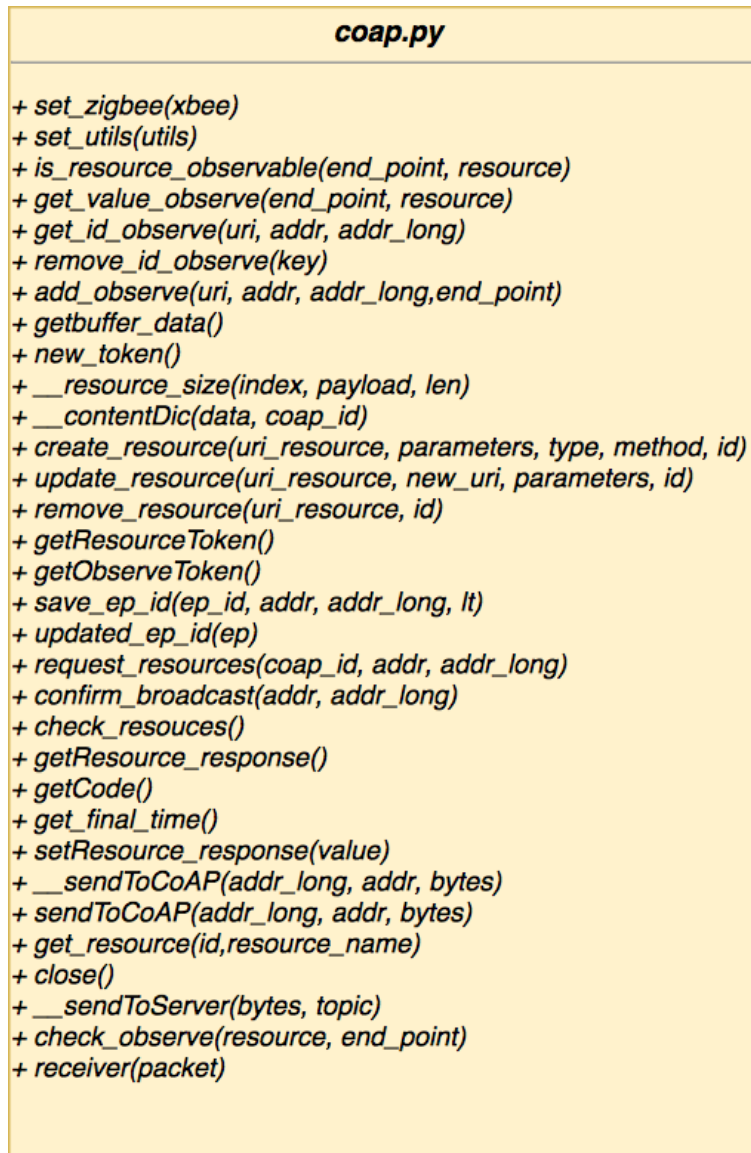 coap.py
+ set_zigbee(xbee)
+ set_utils(utils)
+ is_resource_observable(end_point, resource)
+ get_value_observe(end_point, resource)
+ get_id_observe(uri, addr, addr_long)
+ remove_id_observe(key)
+ add_observe(uri, addr, addr_long,end_point)
+ getbuffer_data()
+ new_token()
+ __resource_size(index, payload, len)
+ __contentDic(data, coap_id)
+ create_resource(uri_resource, parameters, type, method, id)
+ update_resource(uri_resource, new_uri, parameters, id)
+ remove_resource(uri_resource, id)
+ getResourceToken()
+ getObserveToken()
+ save_ep_id(ep_id, addr, addr_long, lt)
+ updated_ep_id(ep)
+ request_resources(coap_id, addr, addr_long)
+ confirm_broadcast(addr, addr_long)
+ check_resouces()
+ getResource_response()
+ getCode()
+ get_final_time()
+ setResource_response(value)
+ __sendToCoAP(addr_long, addr, bytes)
+ sendToCoAP(addr_long, addr, bytes)
+ get_resource(id,resource_name)
+ close()
+ __sendToServer(bytes, topic)
+ check_observe(resource, end_point)
+ receiver(packet)